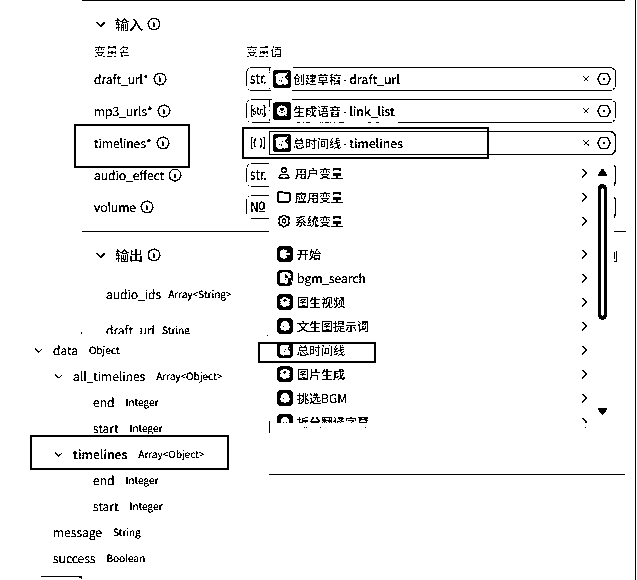 输入
变量名 变量值
draft_url* str. 创建草稿 - draft_url
mp3_urls* [str] 生成语音 - link_list
timelines* 总时间线 - timelines
audio_effect str.
volume
用户变量
应用变量
系统变量
开始
bgm_search
图生视频
文生图提示词
总时间线
图片生成
挑选BGM
输出
audio_ids Array<String>
draft_url String
data Object
all_timelines Array<Object>
end Integer
start Integer
timelines Array<Object>
end Integer
start Integer
message String
success Boolean